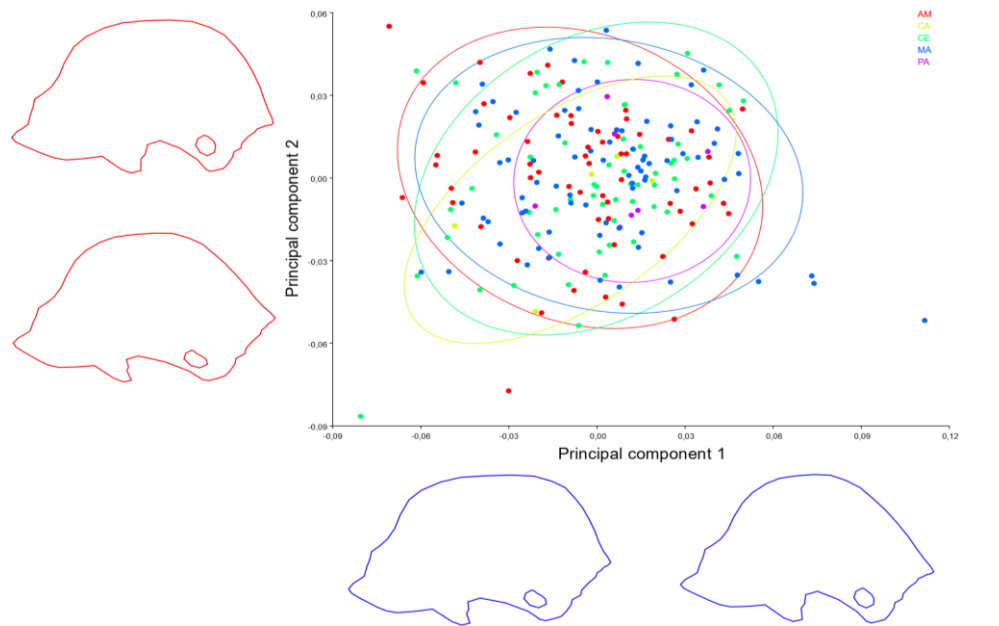 AM
CA
CE
MA
PA
0,06
0,03
0,00
-0,03
-0,06
-0,09
Principal component 2
-0,09
-0,06
-0,03
0,00
0,03
0,06
0,09
0,12
Principal component 1